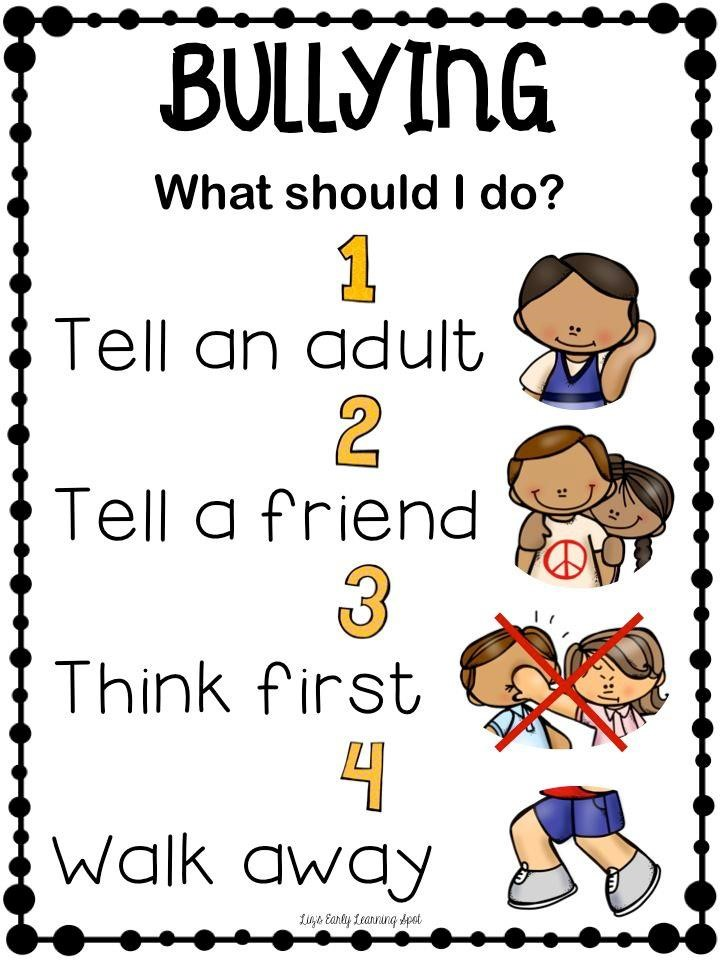 BULLYING
What should I do?
1
Tell an adult
2
Tell a friend
3
Think first
4
Walk away
Liz's Early Learning Spot